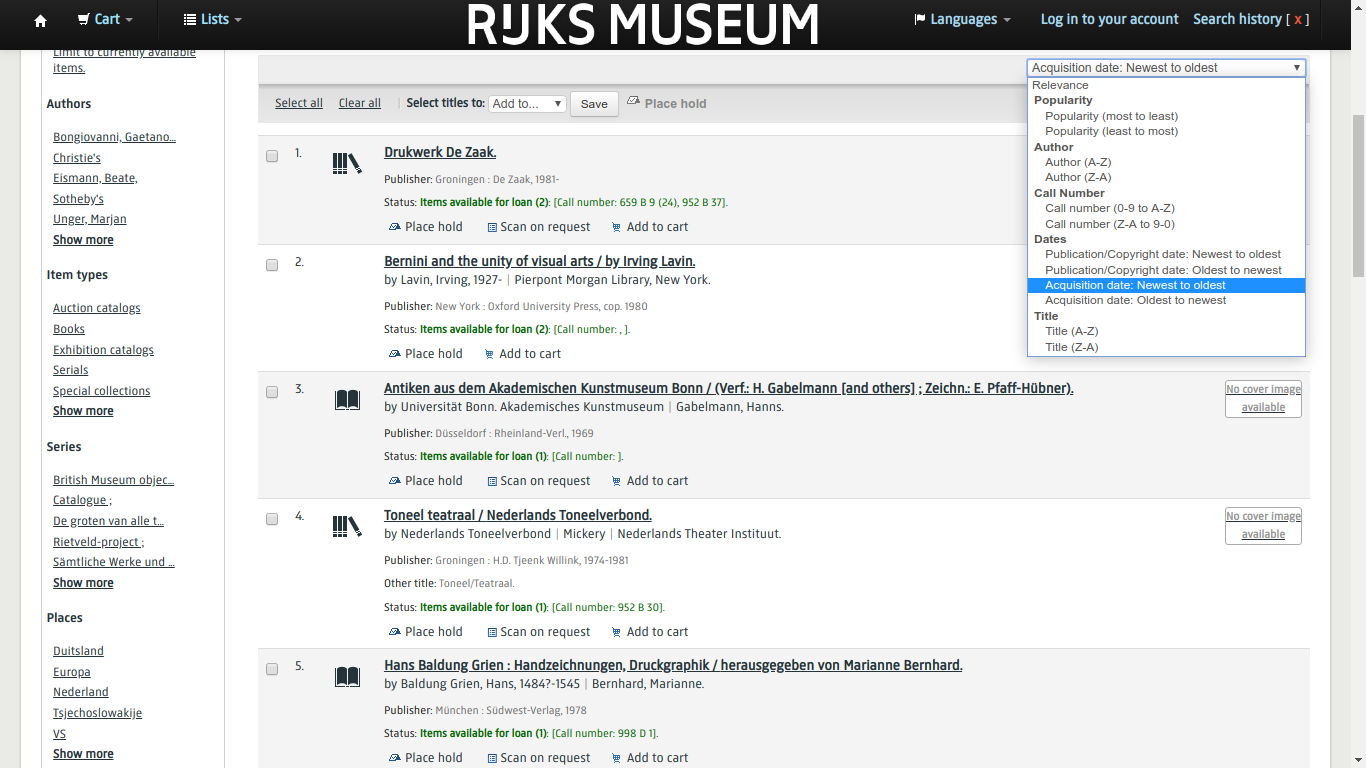 Cart
Lists
RIJKS MUSEUM
Languages
Log in to your account
Search history [ x ]
Limit to currently available
items.
Authors
Bongiovanni, Gaetano...
Christie's
Eismann, Beate,
Sotheby's
Unger, Marjan
Show more
Item types
Auction catalogs
Books
Exhibition catalogs
Serials
Special collections
Show more
Series
British Museum objec...
Catalogue ;
De groten van alle t...
Rietveld-project ;
Sämtliche Werke und ...
Show more
Places
Duitsland
Europa
Nederland
Tsjechoslowakije
VS
Show more
Acquisition date: Newest to oldest
Relevance
Popularity
Popularity (most to least)
Popularity (least to most)
Author
Author (A-Z)
Author (Z-A)
Call Number
Call number (0-9 to A-Z)
Call number (Z-A to 9-0)
Dates
Publication/Copyright date: Newest to oldest
Publication/Copyright date: Oldest to newest
Acquisition date: Newest to oldest
Acquisition date: Oldest to newest
Title
Title (A-Z)
Title (Z-A)
Select all Clear all | Select titles to: Add to... Save Place hold
1. Drukwerk De Zaak.
Publisher: Groningen : De Zaak, 1981-
Status: Items available for loan (2): [Call number: 659 B 9 (24), 952 B 37].
Place hold Scan on request Add to cart
2. Bernini and the unity of visual arts / by Irving Lavin.
by Lavin, Irving, 1927- | Pierpont Morgan Library, New York.
Publisher: New York : Oxford University Press, cop. 1980
Status: Items available for loan (2): [Call number: , ].
Place hold Add to cart
3. Antiken aus dem Akademischen Kunstmuseum Bonn / (Verf.: H. Gabelmann [and others] ; Zeichn.: E. Pfaff-Hübner).
by Universität Bonn. Akademisches Kunstmuseum | Gabelmann, Hanns.
Publisher: Düsseldorf : Rheinland-Verl., 1969
Status: Items available for loan (1): [Call number: ].
Place hold Scan on request Add to cart
No cover image
available
4. Toneel teatraal / Nederlands Toneelverbond.
by Nederlands Toneelverbond | Mickery | Nederlands Theater Instituut.
Publisher: Groningen : H.D. Tjeenk Willink, 1974-1981
Other title: Toneel/Teatraal.
Status: Items available for loan (1): [Call number: 952 B 30].
Place hold Scan on request Add to cart
No cover image
available
5. Hans Baldung Grien : Handzeichnungen, Druckgraphik / herausgegeben von Marianne Bernhard.
by Baldung Grien, Hans, 1484?-1545 | Bernhard, Marianne.
Publisher: München : Südwest-Verlag, 1978
Status: Items available for loan (1): [Call number: 998 D 1].
Place hold Scan on request Add to cart